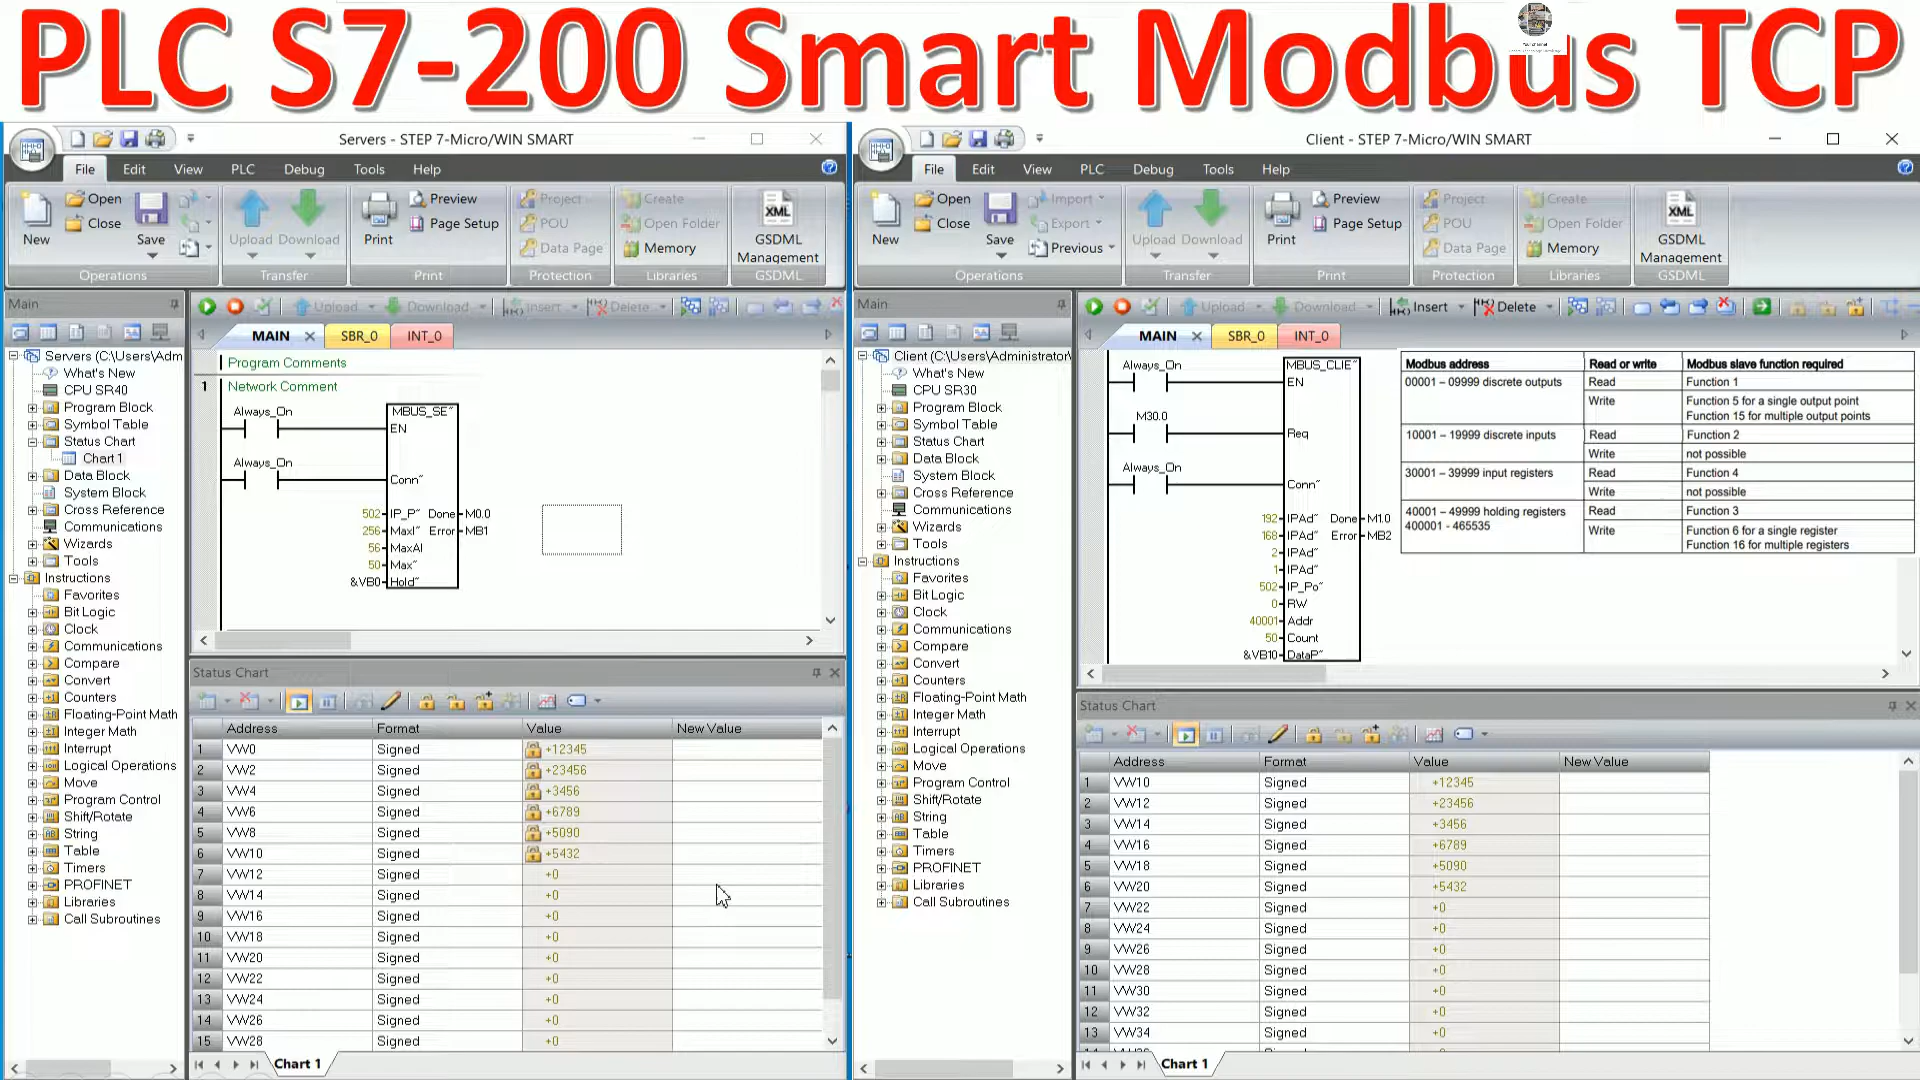 PLC S7-200 Smart Modbus TCP
Your channel
Servers - STEP 7-Micro/WIN SMART
File Edit View PLC Debug Tools Help
New
Open
Close
Save
Upload Download
Print
Preview
Page Setup
Project
POU
Data Page
Create
Open Folder
Memory
XML
GSDML
Management
Operations Transfer Print Protection Libraries GSDML
Main
Servers (C:\Users\Adm
What's New
CPU SR40
Program Block
Symbol Table
Status Chart
Chart 1
Data Block
System Block
Cross Reference
Communications
Wizards
Tools
Instructions
Favorites
Bit Logic
Clock
Communications
Compare
Convert
Counters
Floating-Point Math
Integer Math
Interrupt
Logical Operations
Move
Program Control
Shift/Rotate
String
Table
Timers
PROFINET
Libraries
Call Subroutines
Upload Download Insert Delete
MAIN SBR_0 INT_0
Program Comments
1 Network Comment
Always_On MBUS_SE~
EN
Always_On
Conn~
502 IP_P~ Done M0.0
256 MaxI~ Error MB1
56 MaxAI
50 Max~
&VB0 Hold~
Status Chart
Address Format Value New Value
1 VW0 Signed +12345
2 VW2 Signed +23456
3 VW4 Signed +3456
4 VW6 Signed +6789
5 VW8 Signed +5090
6 VW10 Signed +5432
7 VW12 Signed +0
8 VW14 Signed +0
9 VW16 Signed +0
10 VW18 Signed +0
11 VW20 Signed +0
12 VW22 Signed +0
13 VW24 Signed +0
14 VW26 Signed +0
15 VW28 Signed +0
Chart 1
Client - STEP 7-Micro/WIN SMART
File Edit View PLC Debug Tools Help
New
Open
Close
Save
Import
Export
Previous
Upload Download
Print
Preview
Page Setup
Project
POU
Data Page
Create
Open Folder
Memory
XML
GSDML
Management
Operations Transfer Print Protection Libraries GSDML
Main
Client (C:\Users\Administrator\
What's New
CPU SR30
Program Block
Symbol Table
Status Chart
Data Block
System Block
Cross Reference
Communications
Wizards
Tools
Instructions
Favorites
Bit Logic
Clock
Communications
Compare
Convert
Counters
Floating-Point Math
Integer Math
Interrupt
Logical Operations
Move
Program Control
Shift/Rotate
String
Table
Timers
PROFINET
Libraries
Call Subroutines
Upload Download Insert Delete
MAIN SBR_0 INT_0
Always_On MBUS_CLIE~
EN
M30.0
Req
Always_On
Conn~
192 IPAd~ Done M1.0
168 IPAd~ Error MB2
2 IPAd~
1 IPAd~
502 IP_Po~
0 RW
40001 Addr
50 Count
&VB10 DataP~
Modbus address Read or write Modbus slave function required
00001 – 09999 discrete outputs Read Function 1
Write Function 5 for a single output point
Function 15 for multiple output points
10001 – 19999 discrete inputs Read Function 2
Write not possible
30001 – 39999 input registers Read Function 4
Write not possible
40001 – 49999 holding registers Read Function 3
400001 - 465535
Write Function 6 for a single register
Function 16 for multiple registers
Status Chart
Address Format Value New Value
1 VW10 Signed +12345
2 VW12 Signed +23456
3 VW14 Signed +3456
4 VW16 Signed +6789
5 VW18 Signed +5090
6 VW20 Signed +5432
7 VW22 Signed +0
8 VW24 Signed +0
9 VW26 Signed +0
10 VW28 Signed +0
11 VW30 Signed +0
12 VW32 Signed +0
13 VW34 Signed +0
Chart 1